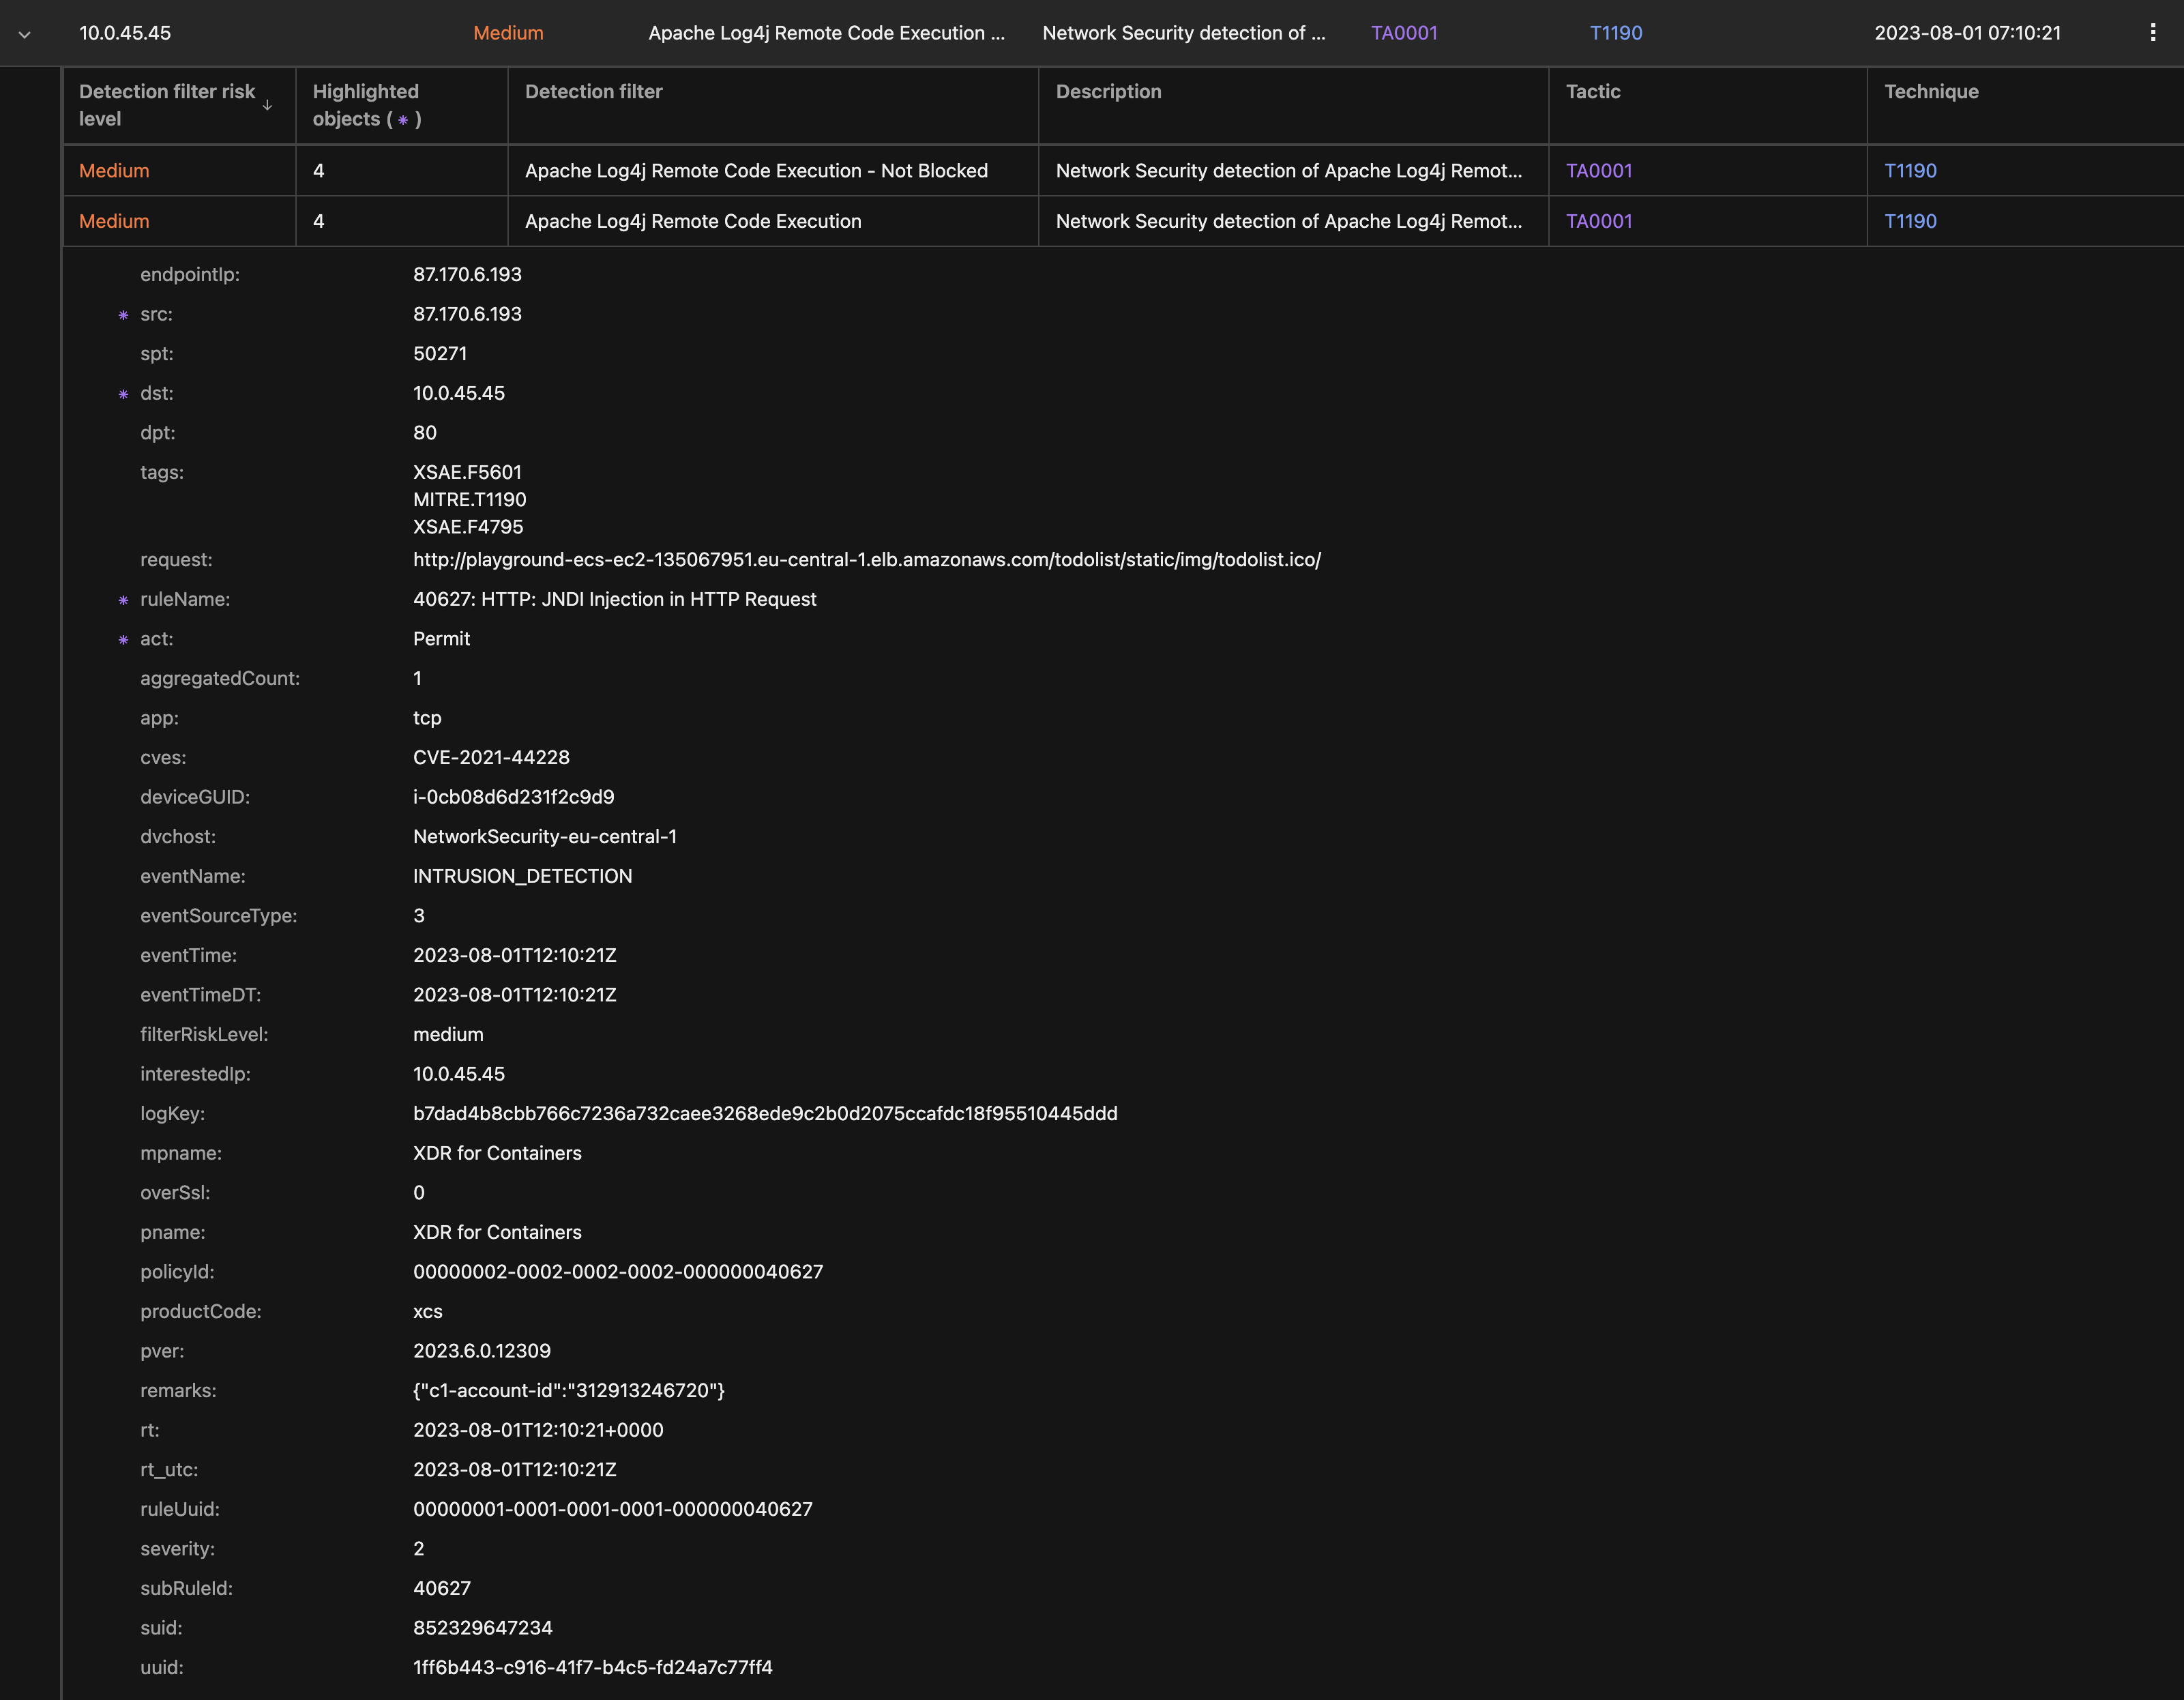 10.0.45.45 Medium Apache Log4j Remote Code Execution ... Network Security detection of ... TA0001 T1190 2023-08-01 07:10:21
Detection filter risk level Highlighted objects ( * ) Detection filter Description Tactic Technique
Medium 4 Apache Log4j Remote Code Execution - Not Blocked Network Security detection of Apache Log4j Remot... TA0001 T1190
Medium 4 Apache Log4j Remote Code Execution Network Security detection of Apache Log4j Remot... TA0001 T1190
endpointIp: 87.170.6.193
* src: 87.170.6.193
spt: 50271
* dst: 10.0.45.45
dpt: 80
tags: XSAE.F5601
MITRE.T1190
XSAE.F4795
request: http://playground-ecs-ec2-135067951.eu-central-1.elb.amazonaws.com/todolist/static/img/todolist.ico/
* ruleName: 40627: HTTP: JNDI Injection in HTTP Request
* act: Permit
aggregatedCount: 1
app: tcp
cves: CVE-2021-44228
deviceGUID: i-0cb08d6d231f2c9d9
dvchost: NetworkSecurity-eu-central-1
eventName: INTRUSION_DETECTION
eventSourceType: 3
eventTime: 2023-08-01T12:10:21Z
eventTimeDT: 2023-08-01T12:10:21Z
filterRiskLevel: medium
interestedIp: 10.0.45.45
logKey: b7dad4b8cbb766c7236a732caee3268ede9c2b0d2075ccafdc18f95510445ddd
mpname: XDR for Containers
overSsl: 0
pname: XDR for Containers
policyId: 00000002-0002-0002-0002-000000040627
productCode: xcs
pver: 2023.6.0.12309
remarks: {"c1-account-id":"312913246720"}
rt: 2023-08-01T12:10:21+0000
rt_utc: 2023-08-01T12:10:21Z
ruleUuid: 00000001-0001-0001-0001-000000040627
severity: 2
subRuleId: 40627
suid: 852329647234
uuid: 1ff6b443-c916-41f7-b4c5-fd24a7c77ff4